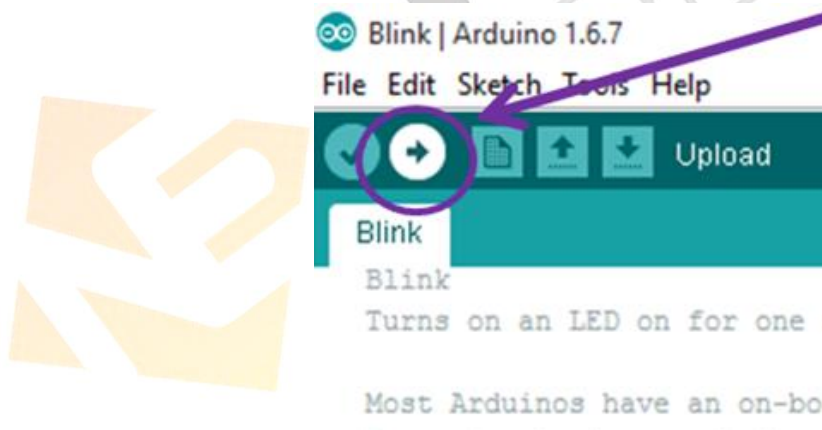 Blink | Arduino 1.6.7
File Edit Sketch Tools Help
Upload
Blink
Blink
Turns on an LED on for one
Most Arduinos have an on-bo